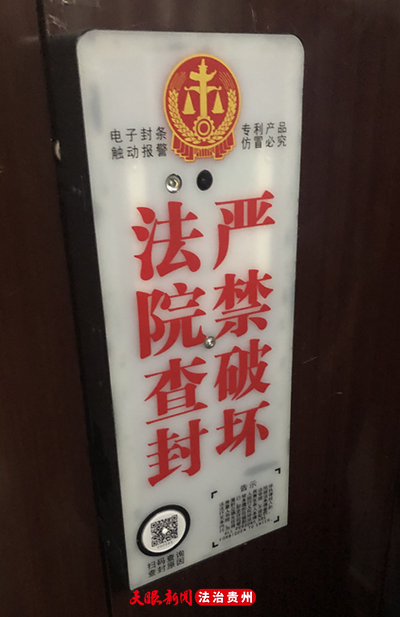 电子封条
触动报警
专利产品
仿冒必究
法院查封
严禁破坏
告示
扫码查询
查封原因
天眼新闻
法治贵州